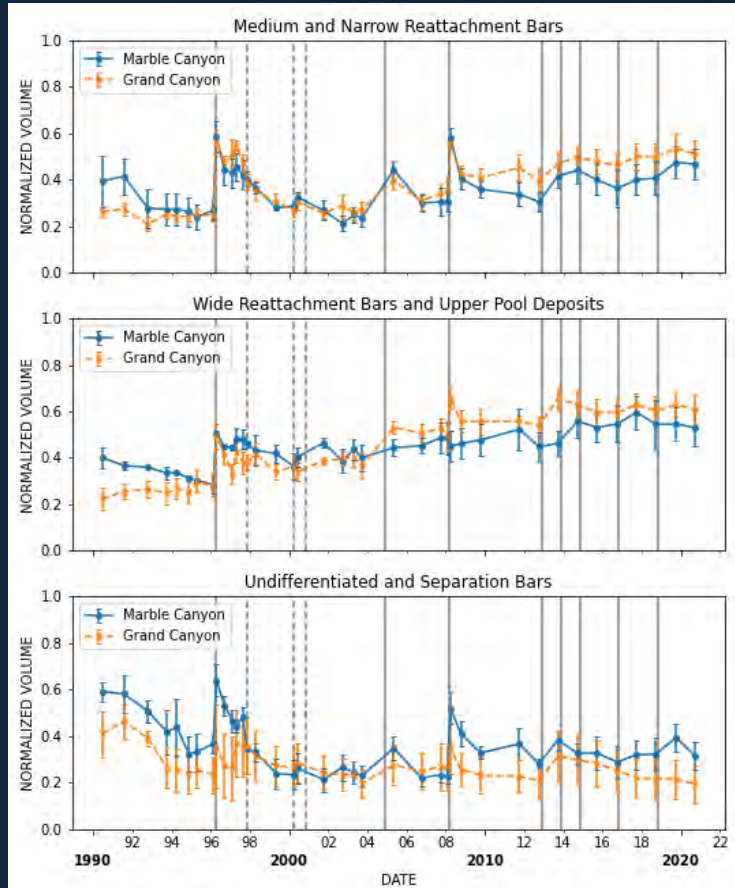 Medium and Narrow Reattachment Bars
1.0
Marble Canyon
Grand Canyon
0.8
0.6
0.4
0.2
0.0
NORMALIZED VOLUME
Wide Reattachment Bars and Upper Pool Deposits
1.0
Marble Canyon
Grand Canyon
0.8
0.6
0.4
0.2
0.0
NORMALIZED VOLUME
Undifferentiated and Separation Bars
1.0
Marble Canyon
Grand Canyon
0.8
0.6
0.4
0.2
0.0
NORMALIZED VOLUME
92 94 96 98 02 04 06 08 12 14 16 18 22
1990 2000 2010 2020
DATE